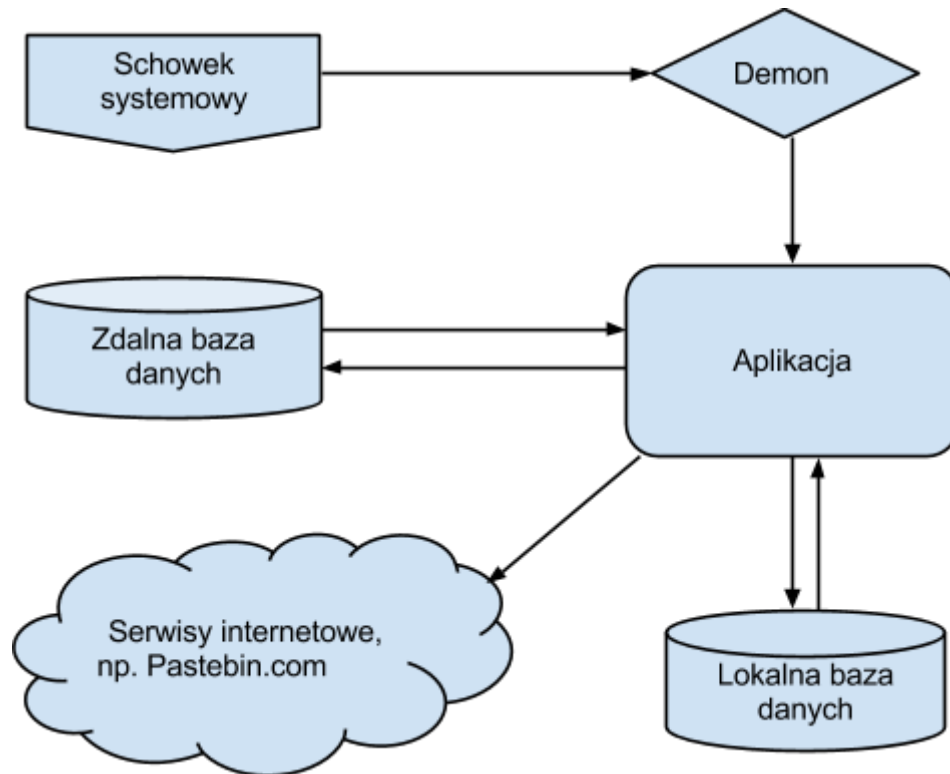 Schowek
systemowy
Demon
Zdalna baza
danych
Aplikacja
Serwisy internetowe,
np. Pastebin.com
Lokalna baza
danych